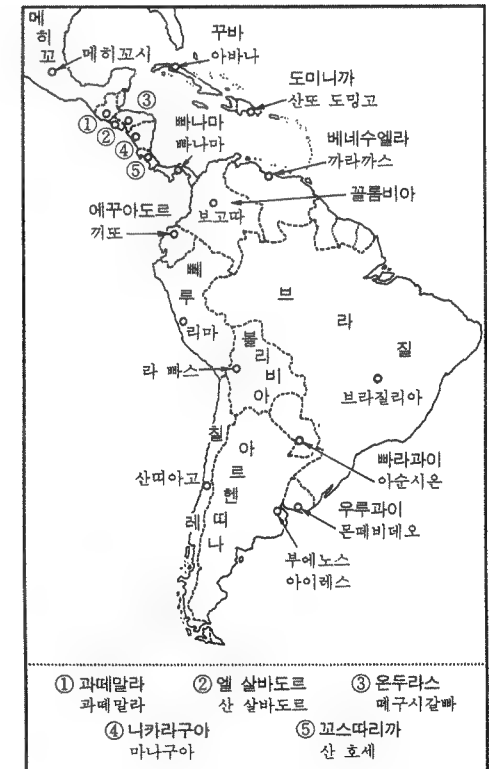 메히꼬
메히꼬시
꾸바
아바나
도미니까
산또 도밍고
①
②
③
④
⑤
빠나마
빠나마
베네수엘라
까라까스
꼴롬비아
보고따
에꾸아도르
끼또
뻬루
리마
브라질
브라질리아
볼리비아
라 빠스
칠레
산띠아고
아르헨띠나
빠라과이
아순시온
우루과이
몬떼비데오
부에노스
아이레스
① 과떼말라 ② 엘 살바도르 ③ 온두라스
과떼말라 산 살바도르 떼구시갈빠
④ 니카라구아 ⑤ 꼬스따리까
마나구아 산 호세